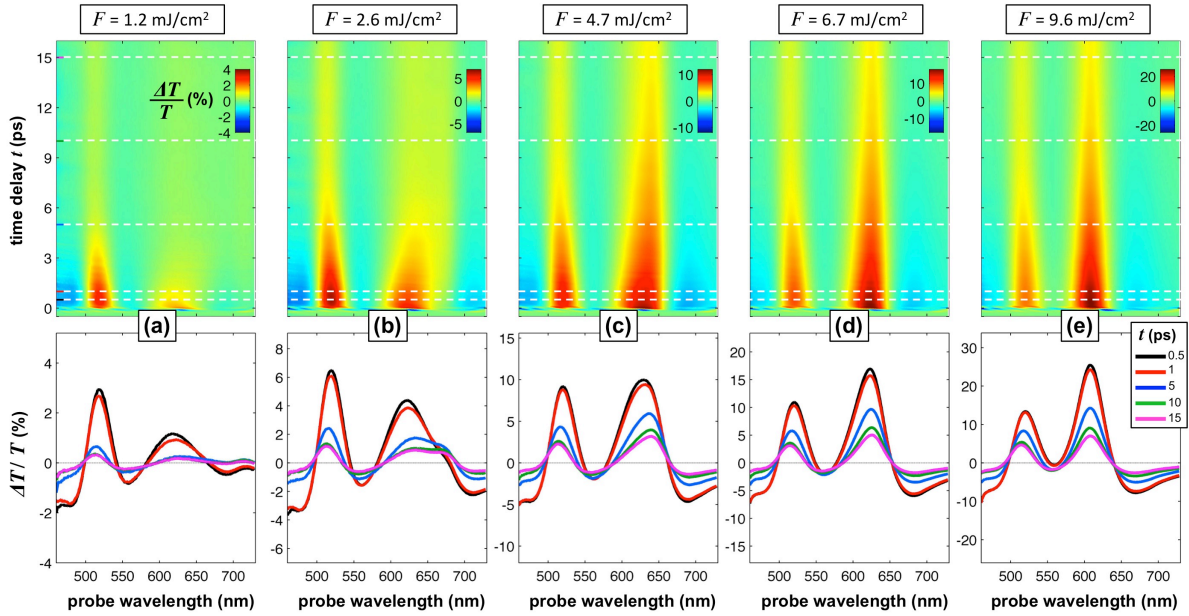 F = 1.2 mJ/cm²
F = 2.6 mJ/cm²
F = 4.7 mJ/cm²
F = 6.7 mJ/cm²
F = 9.6 mJ/cm²
time delay t (ps)
15
12
9
6
3
0
ΔT/T (%)
4
2
0
-2
-4
5
0
-5
10
0
-10
10
0
-10
20
0
-20
(a)
(b)
(c)
(d)
(e)
ΔT/T (%)
4
2
0
-2
-4
8
6
4
2
0
-2
-4
-6
15
10
5
0
-5
-10
20
15
10
5
0
-5
-10
-15
30
20
10
0
-10
-20
t (ps)
0.5
1
5
10
15
500 550 600 650 700
500 550 600 650 700
500 550 600 650 700
500 550 600 650 700
500 550 600 650 700
probe wavelength (nm)
probe wavelength (nm)
probe wavelength (nm)
probe wavelength (nm)
probe wavelength (nm)